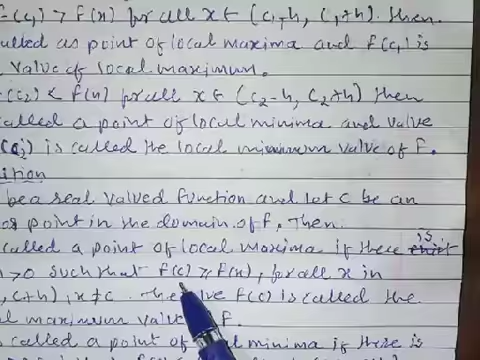 f(c₁) > f(x) for all x ∈ (c₁-h, c₁+h). Then
called as point of local maxima and f(c₁) is
value of local maximum.
(c₂) < f(x) for all x ∈ (c₂-h, c₂+h) then
called a point of local minima and value
(c₂) is called the local minimum value of f.
ition
be a real valued function and let c be an
point in the domain of f. Then
called a point of local maxima if there is
>0 such that f(c) ≥ f(x), for all x in
, c+h), x≠c. The f(c) is called the
al maximum value f.
s called a point of local minima if there is